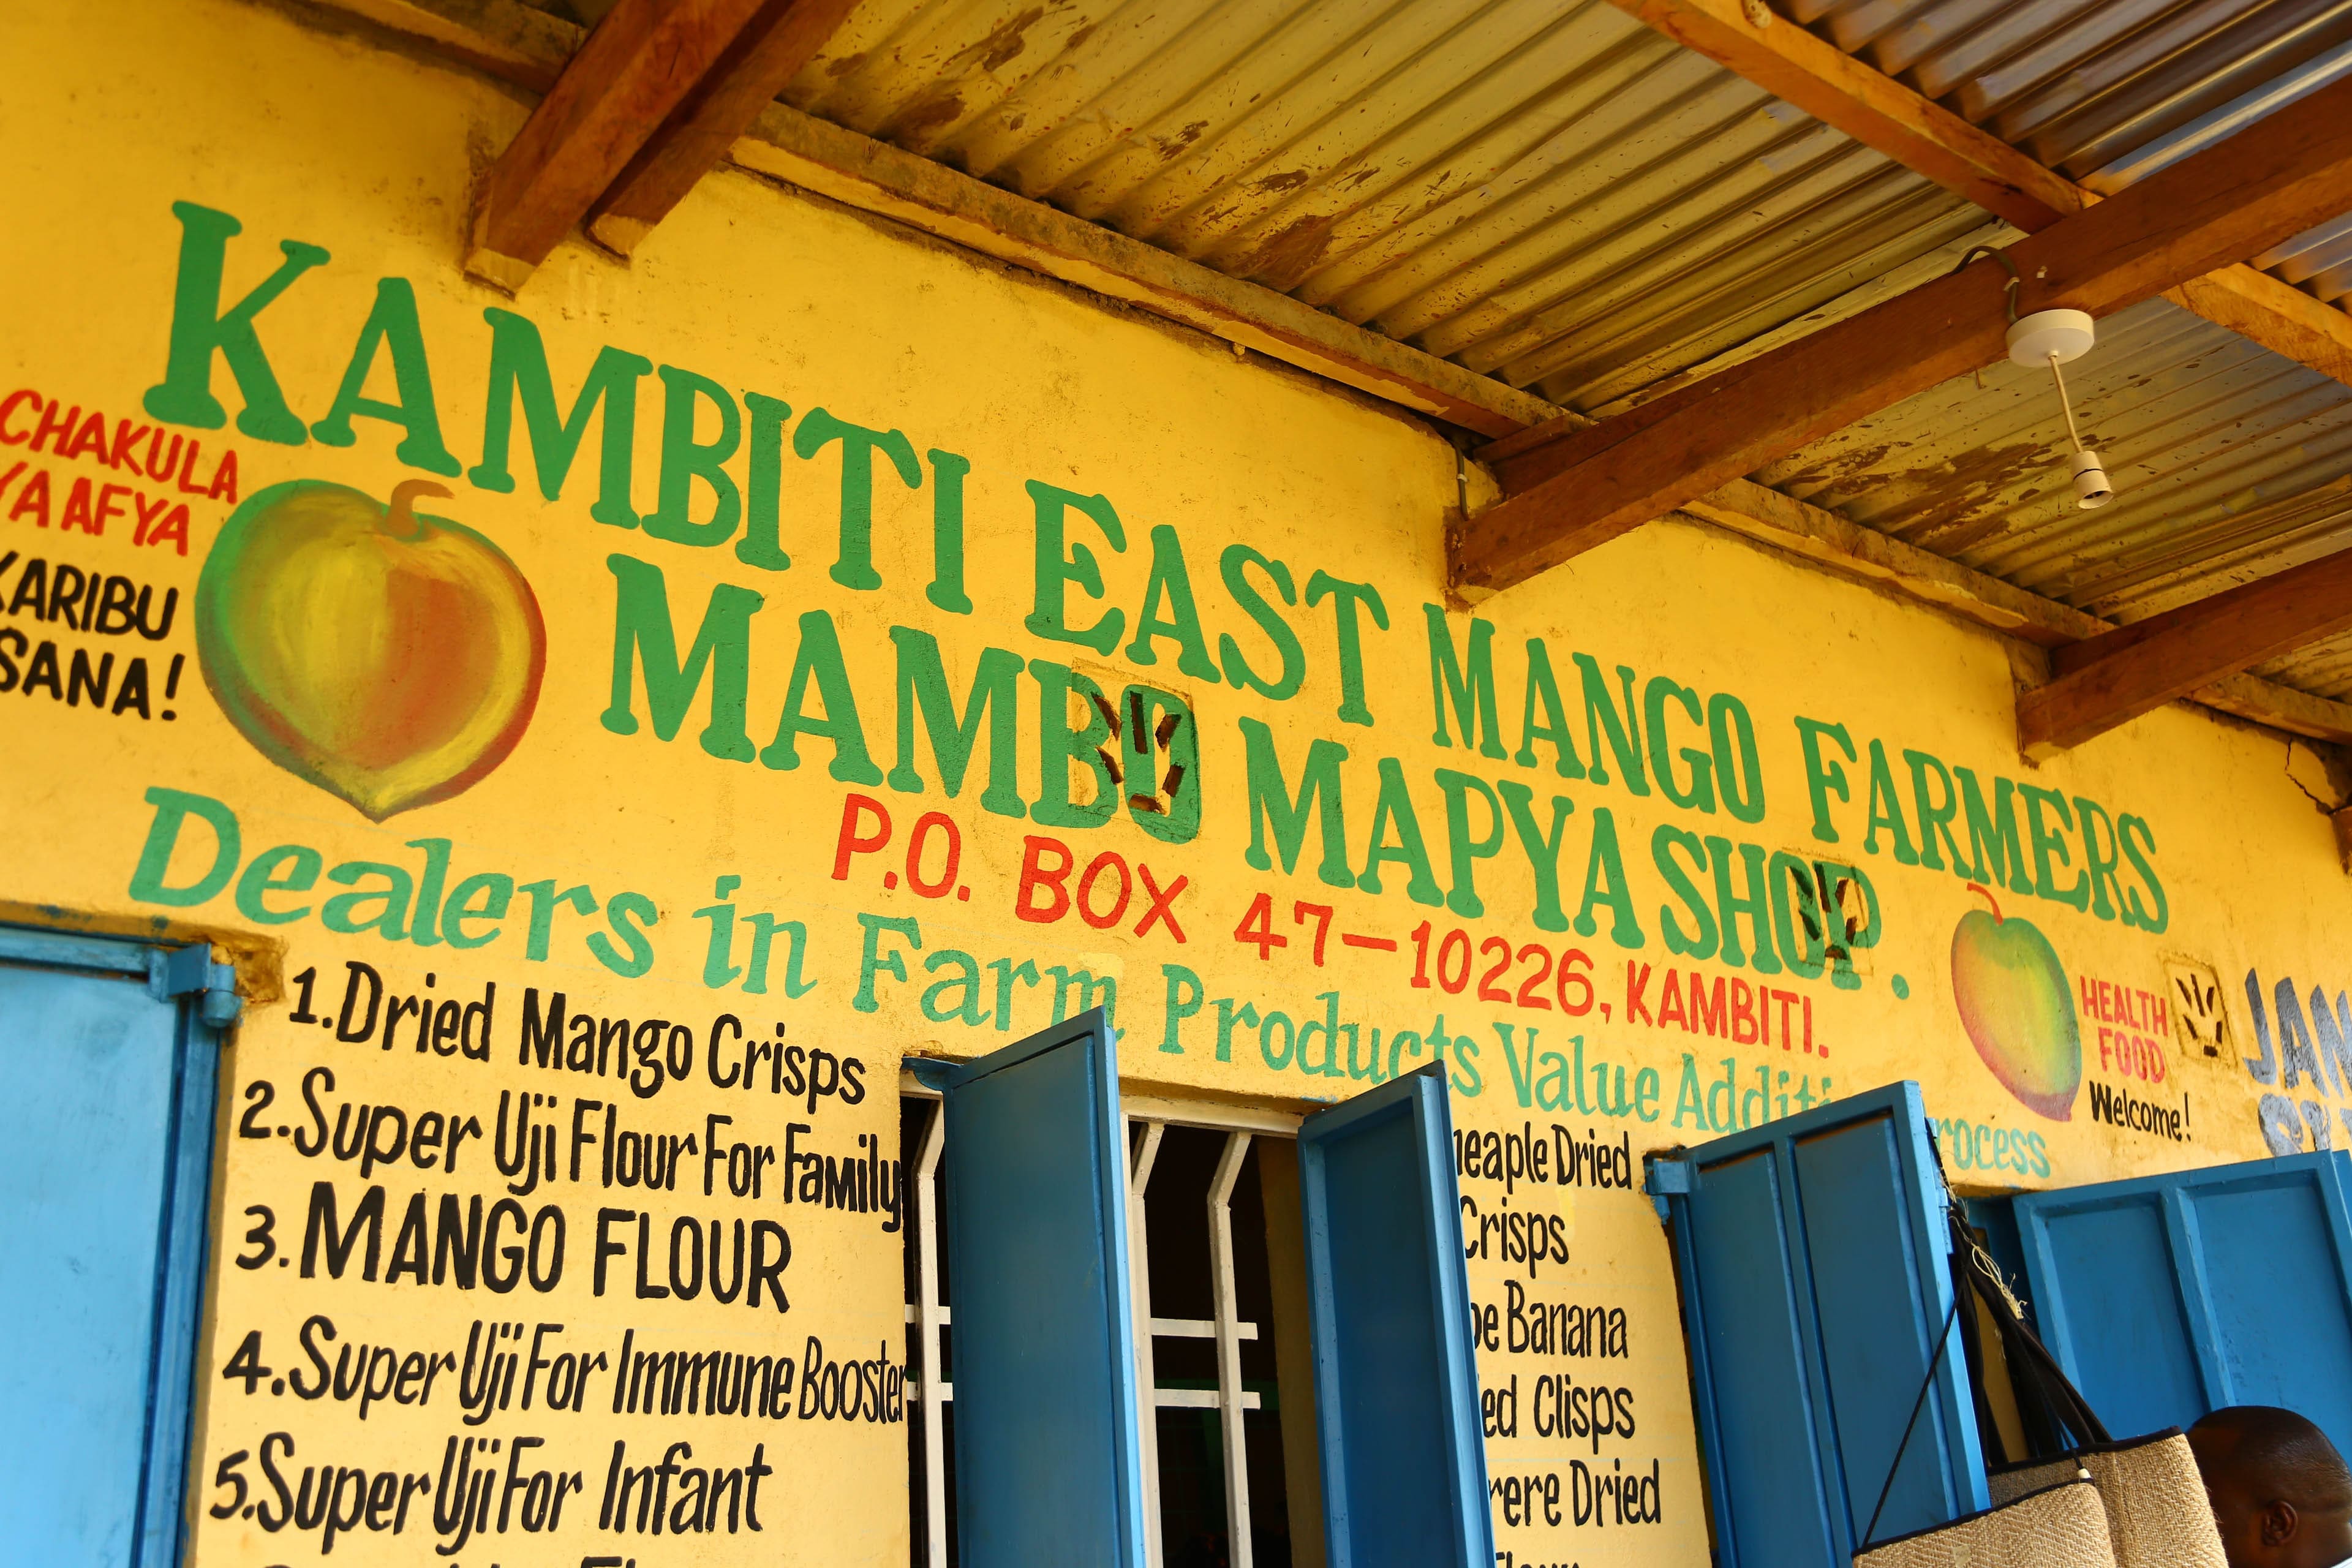 KAMBITI EAST MANGO FARMERS
MAMBO MAPYA SHOP.
P.O. BOX 47-10226, KAMBITI.
CHAKULA
YA AFYA
KARIBU
SANA!
Dealers in Farm Products Value Additi rocess
1. Dried Mango Crisps
2. Super Uji Flour For Family
3. MANGO FLOUR
4. Super Uji For Immune Booster
5. Super Uji For Infant
Dried
Crisps
Banana
Clisps
Dried
HEALTH
FOOD
Welcome!